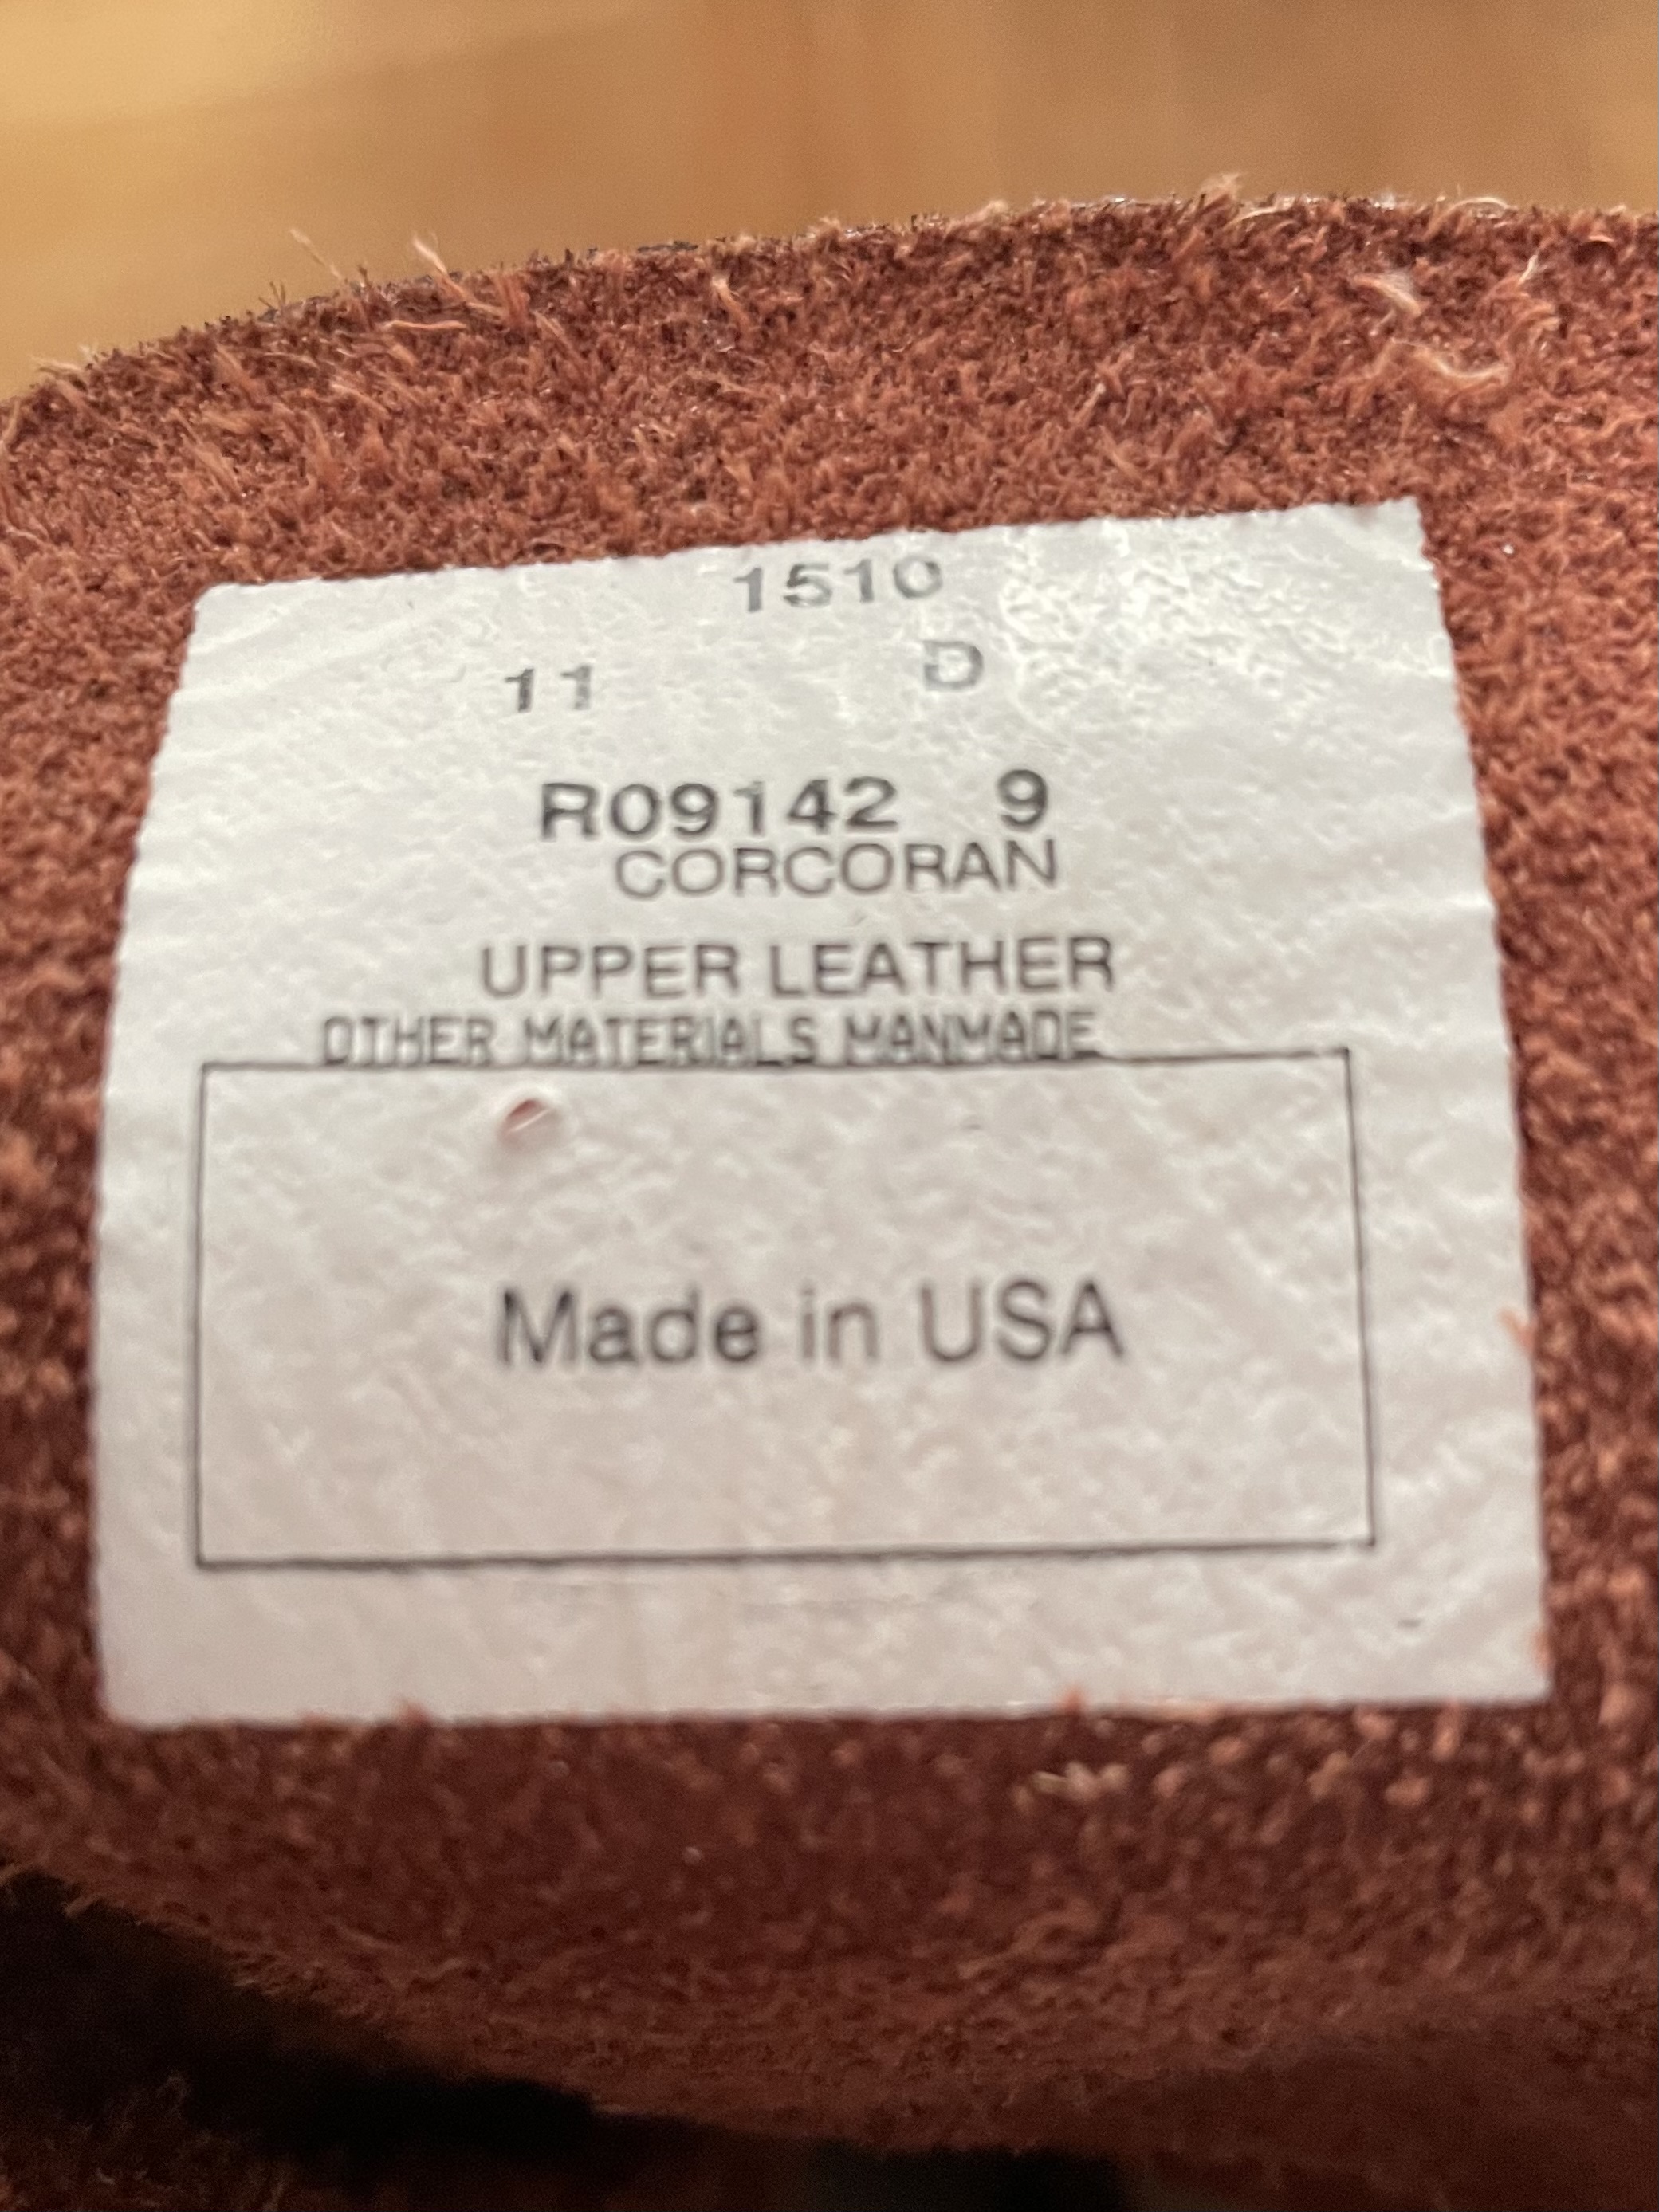 1510
11 D
R09142 9
CORCORAN
UPPER LEATHER
OTHER MATERIALS MANMADE
Made in USA